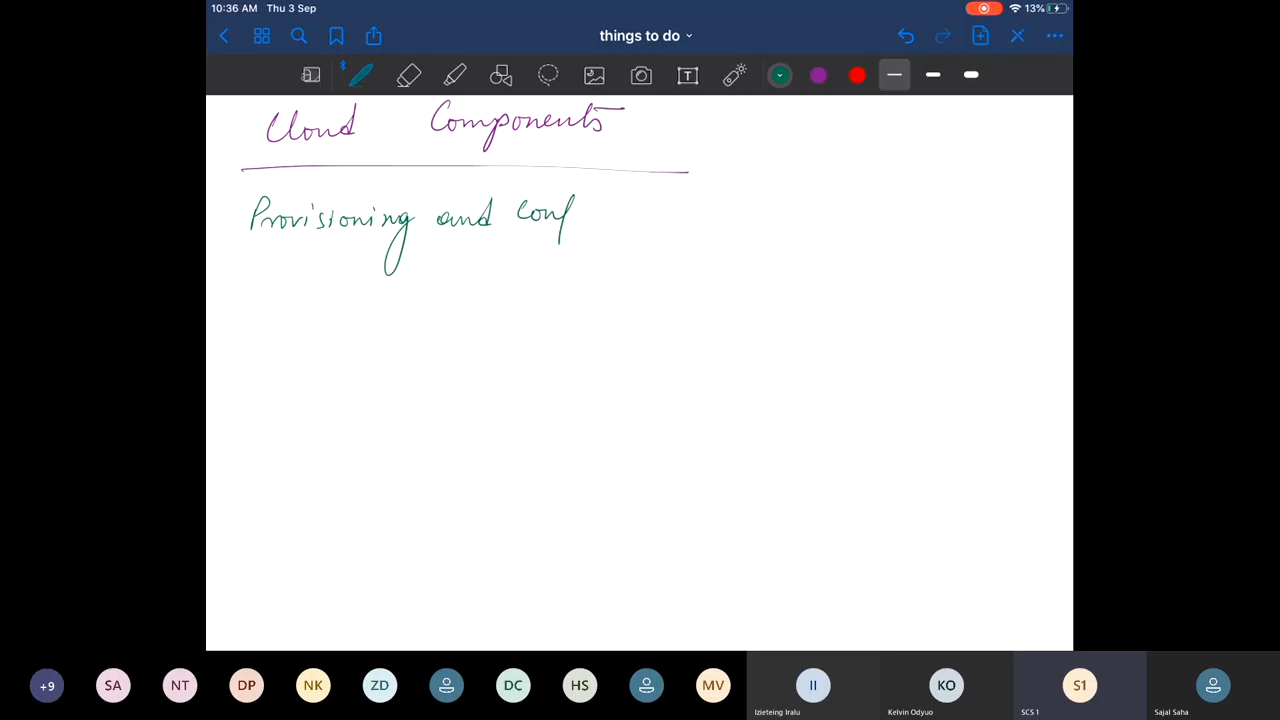 10:36 AM Thu 3 Sep 13%
things to do
T
Cloud Components
Provisioning and conf
+9 SA NT DP NK ZD DC HS MV II KO S1
Izieteing Iralu Kelvin Odyuo SCS 1 Sajal Saha